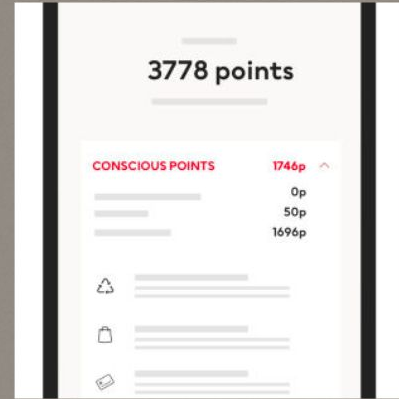 3778 points
CONSCIOUS POINTS 1746p
0p
50p
1696p